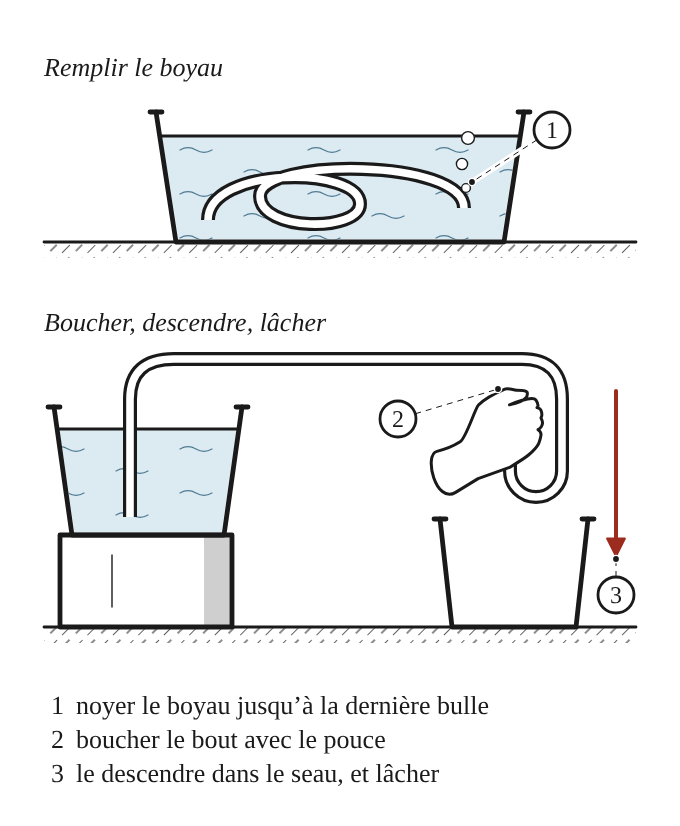 Remplir le boyau
1
Boucher, descendre, lâcher
2
3
1 noyer le boyau jusqu’à la dernière bulle
2 boucher le bout avec le pouce
3 le descendre dans le seau, et lâcher